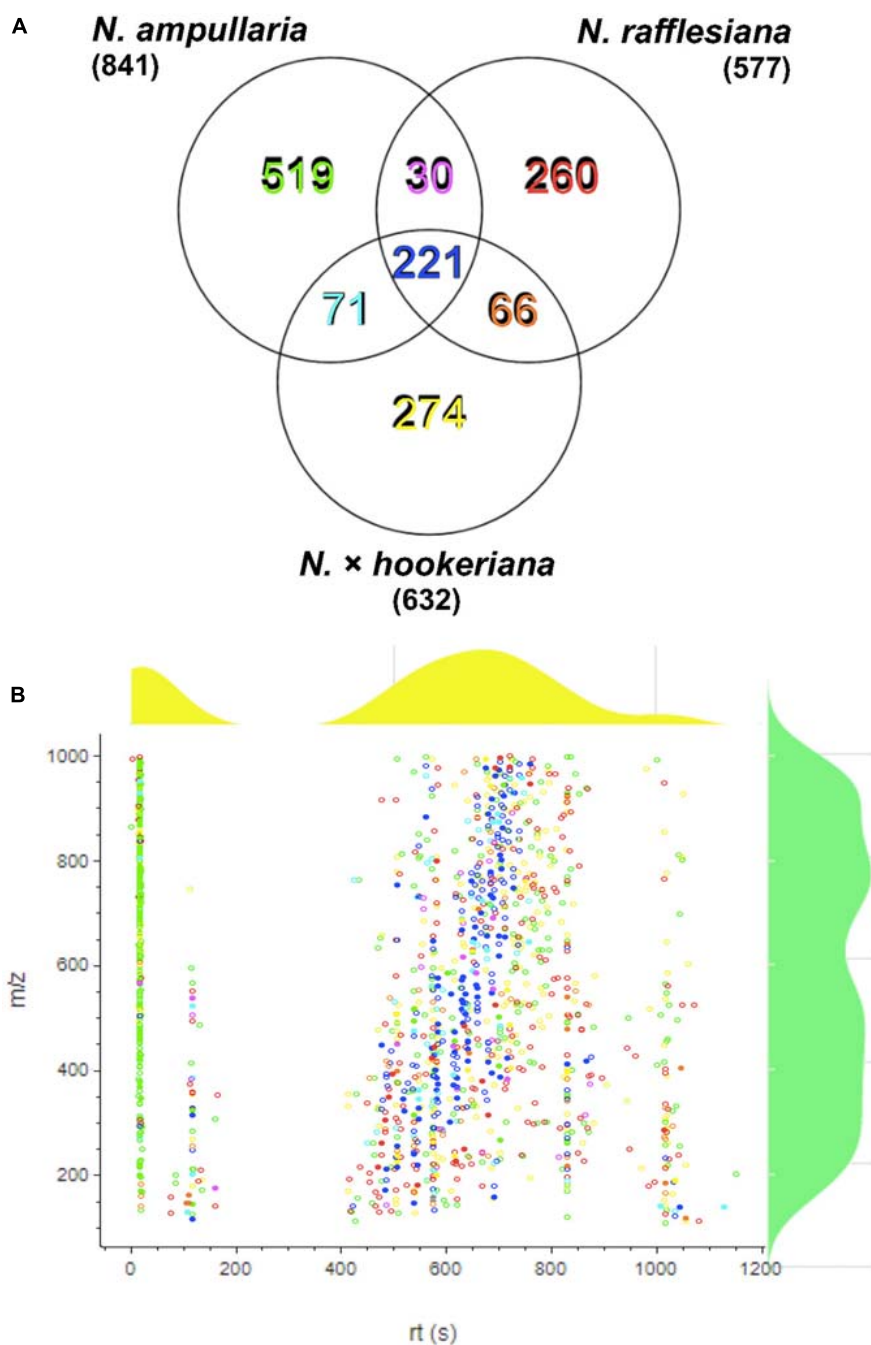 A
N. ampullaria
(841)
N. rafflesiana
(577)
519
30
260
221
71
66
274
N. × hookeriana
(632)
B
1000
800
600
400
200
m/z
0 200 400 600 800 1000 1200
rt (s)